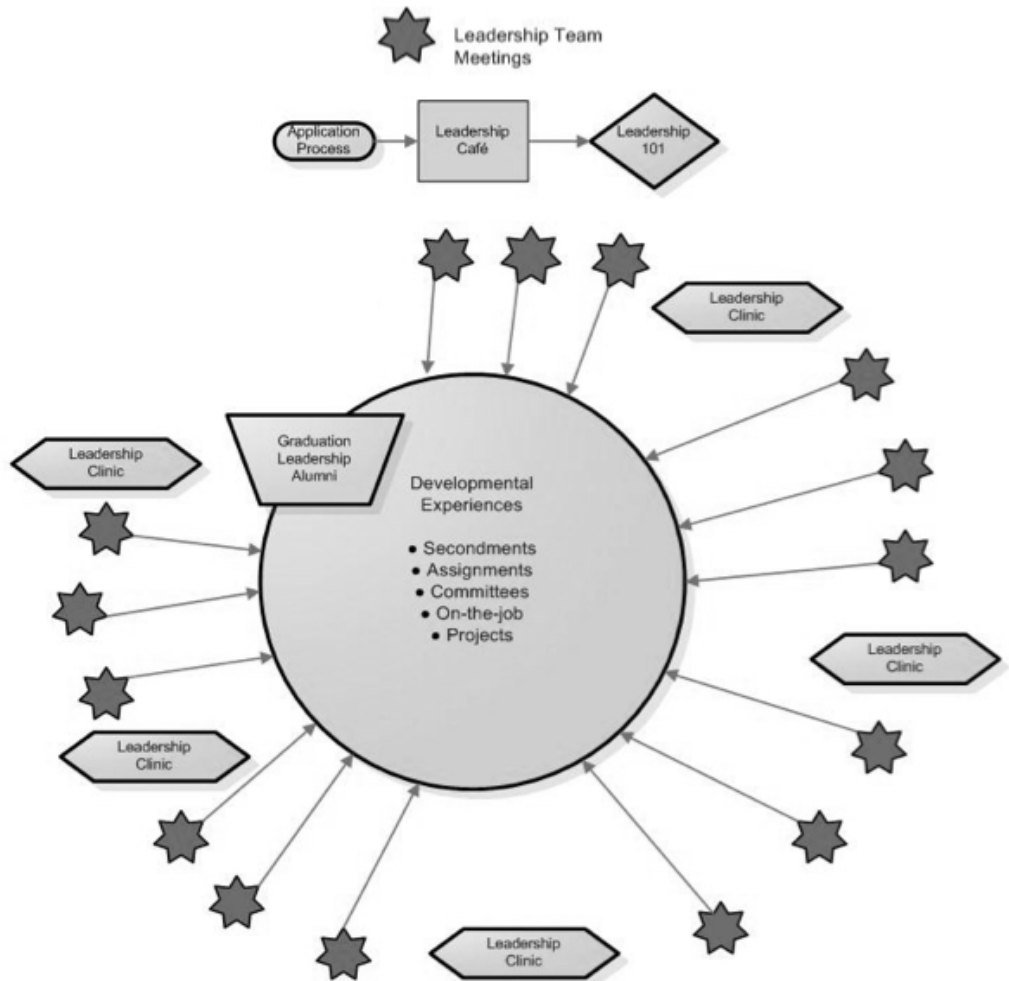 Leadership Team
Meetings
Application
Process
Leadership
Café
Leadership
101
Leadership
Clinic
Graduation
Leadership
Alumni
Leadership
Clinic
Developmental
Experiences
• Secondments
• Assignments
• Committees
• On-the-job
• Projects
Leadership
Clinic
Leadership
Clinic
Leadership
Clinic